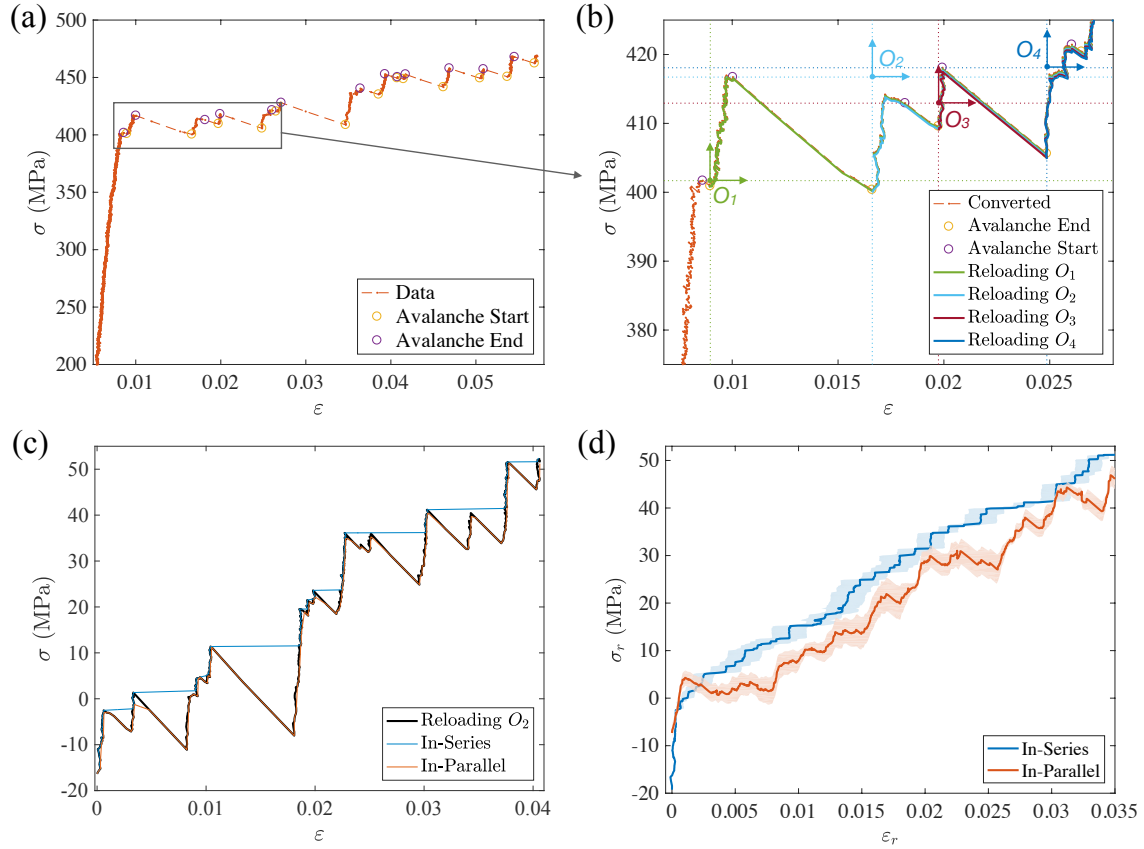 (a)
500
450
400
350
300
250
200
σ (MPa)
0.01
0.02
0.03
0.04
0.05
ε
Data
Avalanche Start
Avalanche End
(b)
420
410
400
390
380
σ (MPa)
0.01
0.015
0.02
0.025
ε
O1
O2
O3
O4
Converted
Avalanche End
Avalanche Start
Reloading O1
Reloading O2
Reloading O3
Reloading O4
(c)
50
40
30
20
10
0
-10
-20
σ (MPa)
0
0.01
0.02
0.03
0.04
ε
Reloading O2
In-Series
In-Parallel
(d)
50
40
30
20
10
0
-10
-20
σr (MPa)
0
0.005
0.01
0.015
0.02
0.025
0.03
0.035
εr
In-Series
In-Parallel